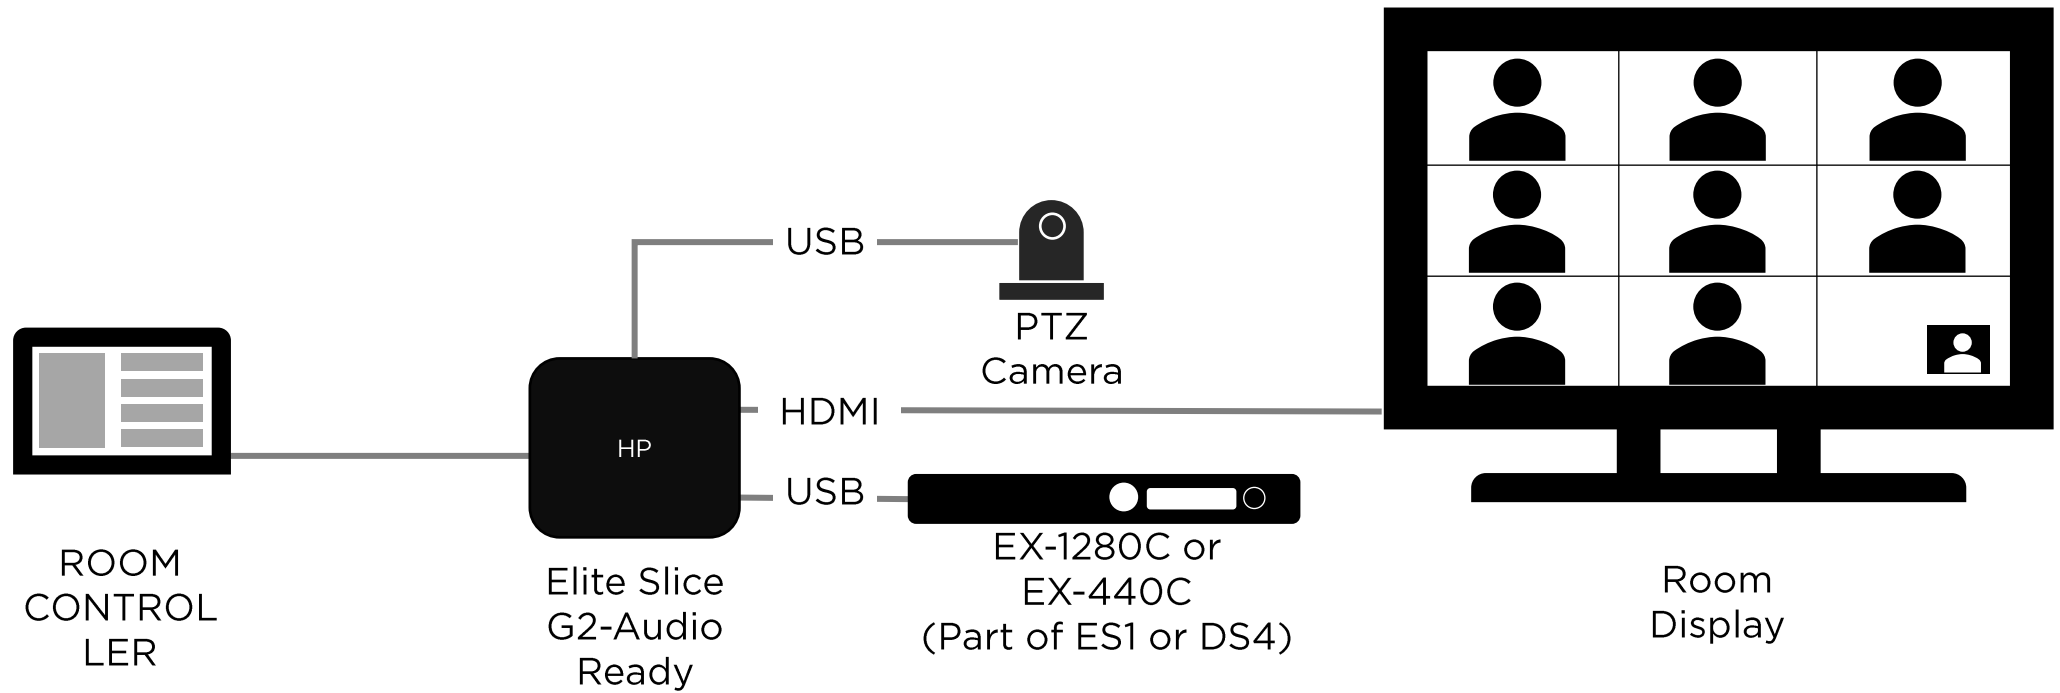 USB
PTZ
Camera
HDMI
HP
USB
EX-1280C or
EX-440C
(Part of ES1 or DS4)
ROOM
CONTROL
LER
Elite Slice
G2-Audio
Ready
Room
Display